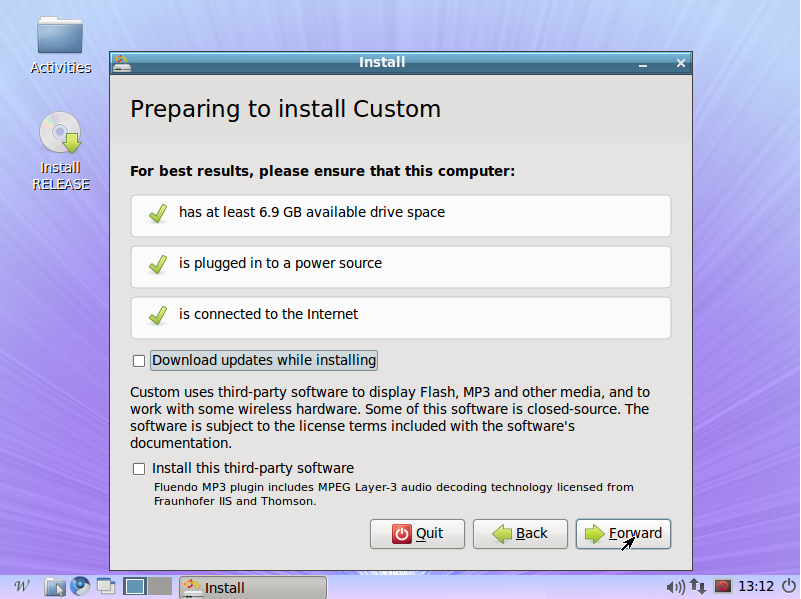 Activities
Install
RELEASE
Install
Preparing to install Custom
For best results, please ensure that this computer:
has at least 6.9 GB available drive space
is plugged in to a power source
is connected to the Internet
Download updates while installing
Custom uses third-party software to display Flash, MP3 and other media, and to
work with some wireless hardware. Some of this software is closed-source. The
software is subject to the license terms included with the software's
documentation.
Install this third-party software
Fluendo MP3 plugin includes MPEG Layer-3 audio decoding technology licensed from
Fraunhofer IIS and Thomson.
Quit
Back
Forward
W
Install
13:12